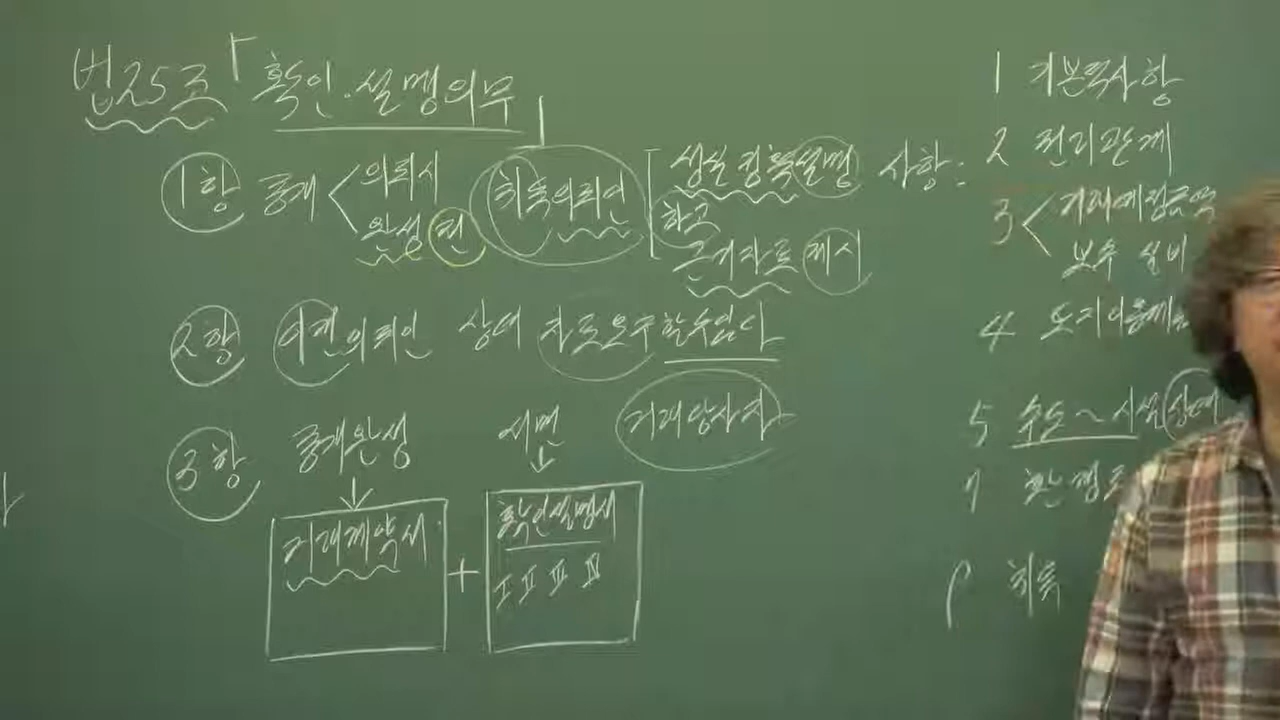 법25조 「확인·설명의무」
1항 중개 < 의뢰시
완성 전
취득의뢰인
성실정확설명
하고
근거자료 제시
사항:
2항 이전의뢰인 상대 자료요구할수있다
3항 중개완성
서면
거래당사자
거래계약서
+
확인설명서
Ⅰ Ⅱ Ⅲ Ⅳ
1 기본적사항
2 권리관계
3 < 거래예정금액
보수 실비
4 토지이용
5 수도~시설상태
취득